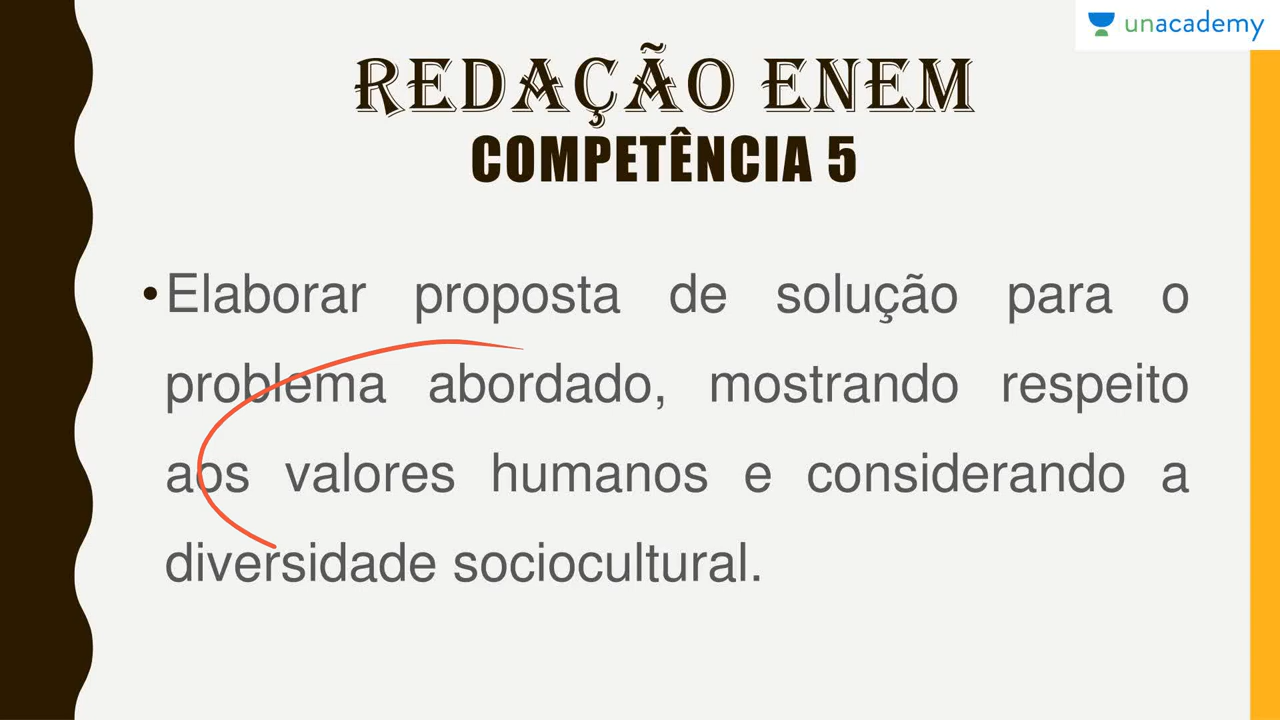 unacademy
REDAÇÃO ENEM
COMPETÊNCIA 5
•Elaborar proposta de solução para o
problema abordado, mostrando respeito
aos valores humanos e considerando a
diversidade sociocultural.